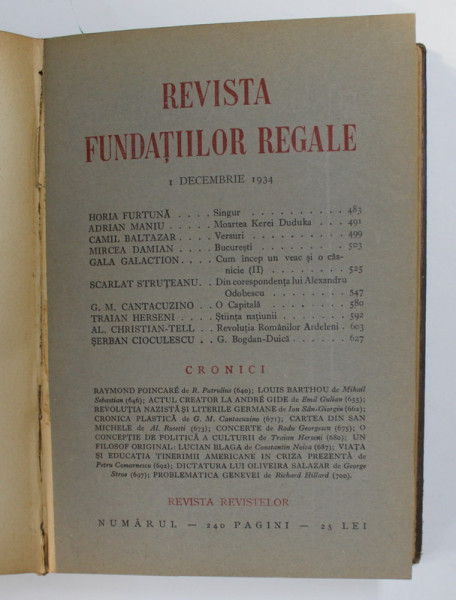 REVISTA
FUNDAȚIILOR REGALE
1 DECEMBRIE 1934
HORIA FURTUNĂ . . . . Singur . . . . . . . . . . 483
ADRIAN MANIU . . . . . Moartea Kerei Duduka . . . 491
CAMIL BALTAZAR . . . . Versuri . . . . . . . . . . 499
MIRCEA DAMIAN . . . . București . . . . . . . . . 503
GALA GALACTION . . . . Cum încep un veac și o căs-
nicie (II) . . . . . . . . . 525
SCARLAT STRUȚEANU . . Din corespondența lui Alexandru
Odobescu . . . . . . . . . 547
G. M. CANTACUZINO . . O Capitală . . . . . . . . . 580
TRAIAN HERSENI . . . . Știința națiunii . . . . . . . 592
AL. CHRISTIAN-TELL . . Revoluția Românilor Ardeleni . 603
ȘERBAN CIOCULESCU . . G. Bogdan-Duică . . . . . . 627
CRONICI
RAYMOND POINCARÉ de R. Patrulius (640); LOUIS BARTHOU de Mihail
Sebastian (646); ACTUL CREATOR LA ANDRÉ GIDE de Emil Gulian (655);
REVOLUȚIA NAZISTĂ ȘI LITERILE GERMANE de Ion Sân-Giorgiu (662);
CRONICA PLASTICĂ de G. M. Cantacuzino (671); CARTEA DIN SAN
MICHELE de Al. Rosetti (673); CONCERTE de Radu Georgescu (675); O
CONCEPȚIE DE POLITICĂ A CULTURII de Traian Herseni (680); UN
FILOSOF ORIGINAL: LUCIAN BLAGA de Constantin Noica (687); VIAȚA
ȘI EDUCAȚIA TINERIMII AMERICANE IN CRIZA PREZENTĂ de
Petru Comarnescu (692); DICTATURA LUI OLIVEIRA SALAZAR de George
Stroe (697); PROBLEMATICA GENEVEI de Richard Hillard (700).
REVISTA REVISTELOR
NUMĂRUL — 240 PAGINI — 25 LEI